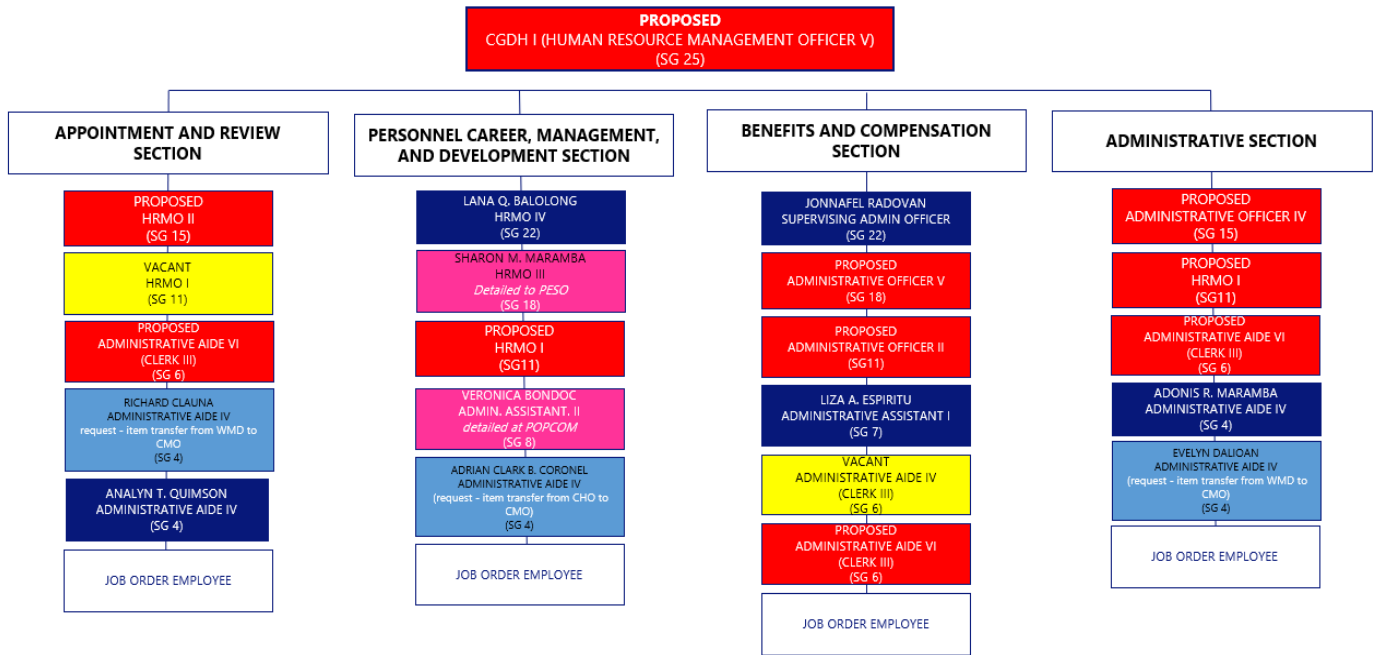 PROPOSED
CGDH I (HUMAN RESOURCE MANAGEMENT OFFICER V)
(SG 25)
APPOINTMENT AND REVIEW
SECTION
PROPOSED
HRMO II
(SG 15)
VACANT
HRMO I
(SG 11)
PROPOSED
ADMINISTRATIVE AIDE VI
(CLERK III)
(SG 6)
RICHARD CLAUNA
ADMINISTRATIVE AIDE IV
request - item transfer from WMD to
CMO
(SG 4)
ANALYN T. QUIMSON
ADMINISTRATIVE AIDE IV
(SG 4)
JOB ORDER EMPLOYEE
PERSONNEL CAREER, MANAGEMENT,
AND DEVELOPMENT SECTION
LANA Q. BALOLONG
HRMO IV
(SG 22)
SHARON M. MARAMBA
HRMO III
Detailed to PESO
(SG 18)
PROPOSED
HRMO I
(SG11)
VERONICA BONDOC
ADMIN. ASSISTANT. II
detailed at POPCOM
(SG 8)
ADRIAN CLARK B. CORONEL
ADMINISTRATIVE AIDE IV
(request - item transfer from CHO to
CMO)
(SG 4)
JOB ORDER EMPLOYEE
BENEFITS AND COMPENSATION
SECTION
JONNAFEL RADOVAN
SUPERVISING ADMIN OFFICER
(SG 22)
PROPOSED
ADMINISTRATIVE OFFICER V
(SG 18)
PROPOSED
ADMINISTRATIVE OFFICER II
(SG11)
LIZA A. ESPIRITU
ADMINISTRATIVE ASSISTANT I
(SG 7)
VACANT
ADMINISTRATIVE AIDE IV
(CLERK III)
(SG 6)
PROPOSED
ADMINISTRATIVE AIDE VI
(CLERK III)
(SG 6)
JOB ORDER EMPLOYEE
ADMINISTRATIVE SECTION
PROPOSED
ADMINISTRATIVE OFFICER IV
(SG 15)
PROPOSED
HRMO I
(SG11)
PROPOSED
ADMINISTRATIVE AIDE VI
(CLERK III)
(SG 6)
ADONIS R. MARAMBA
ADMINISTRATIVE AIDE IV
(SG 4)
EVELYN DALIOAN
ADMINISTRATIVE AIDE IV
(request - item transfer from WMD to
CMO)
(SG 4)
JOB ORDER EMPLOYEE